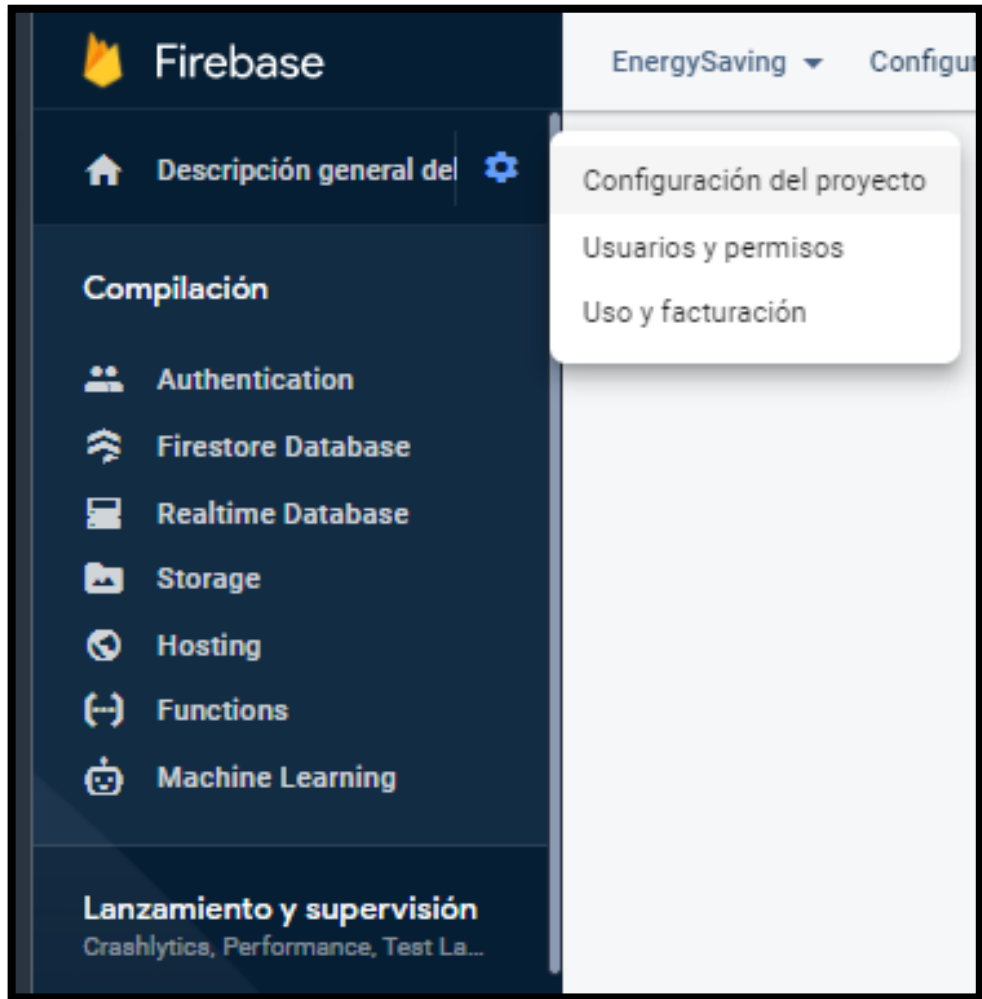 Firebase
EnergySaving
Configur
Descripción general del
Configuración del proyecto
Usuarios y permisos
Uso y facturación
Compilación
Authentication
Firestore Database
Realtime Database
Storage
Hosting
Functions
Machine Learning
Lanzamiento y supervisión
Crashlytics, Performance, Test La...